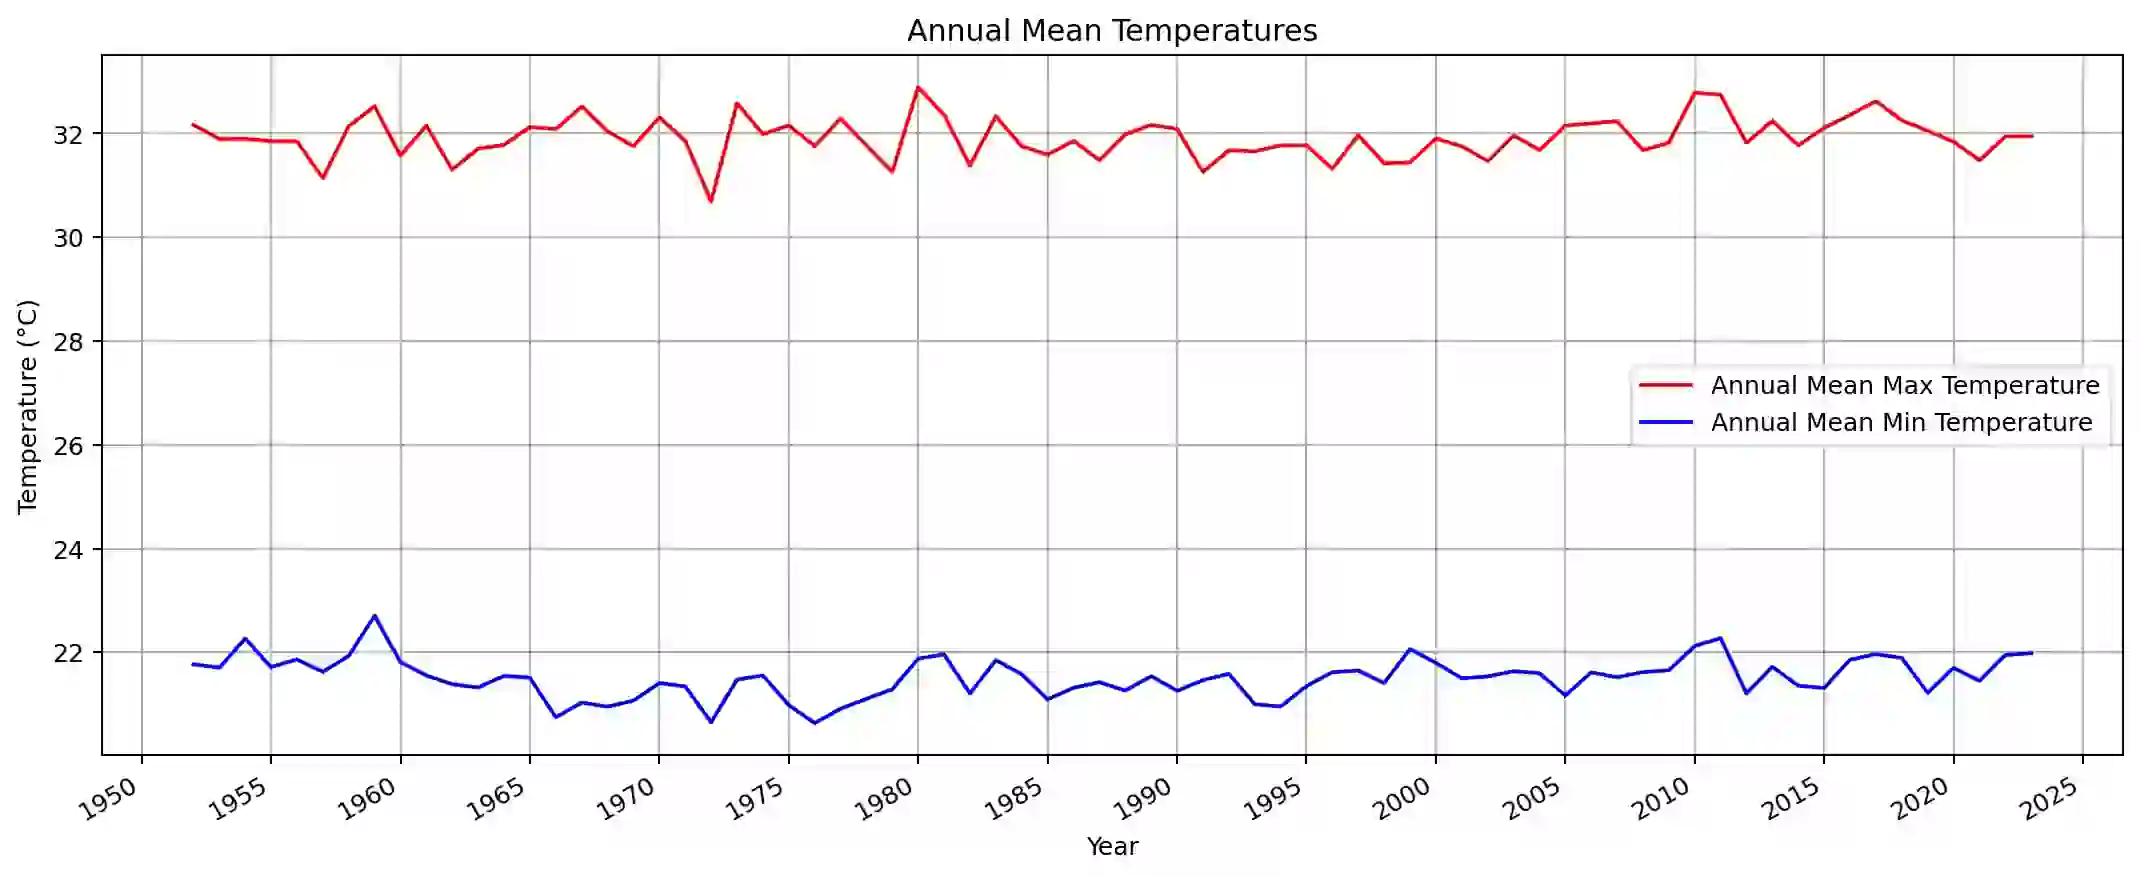 Annual Mean Temperatures
Temperature (°C)
32
30
28
26
24
22
Annual Mean Max Temperature
Annual Mean Min Temperature
1950 1955 1960 1965 1970 1975 1980 1985 1990 1995 2000 2005 2010 2015 2020 2025
Year